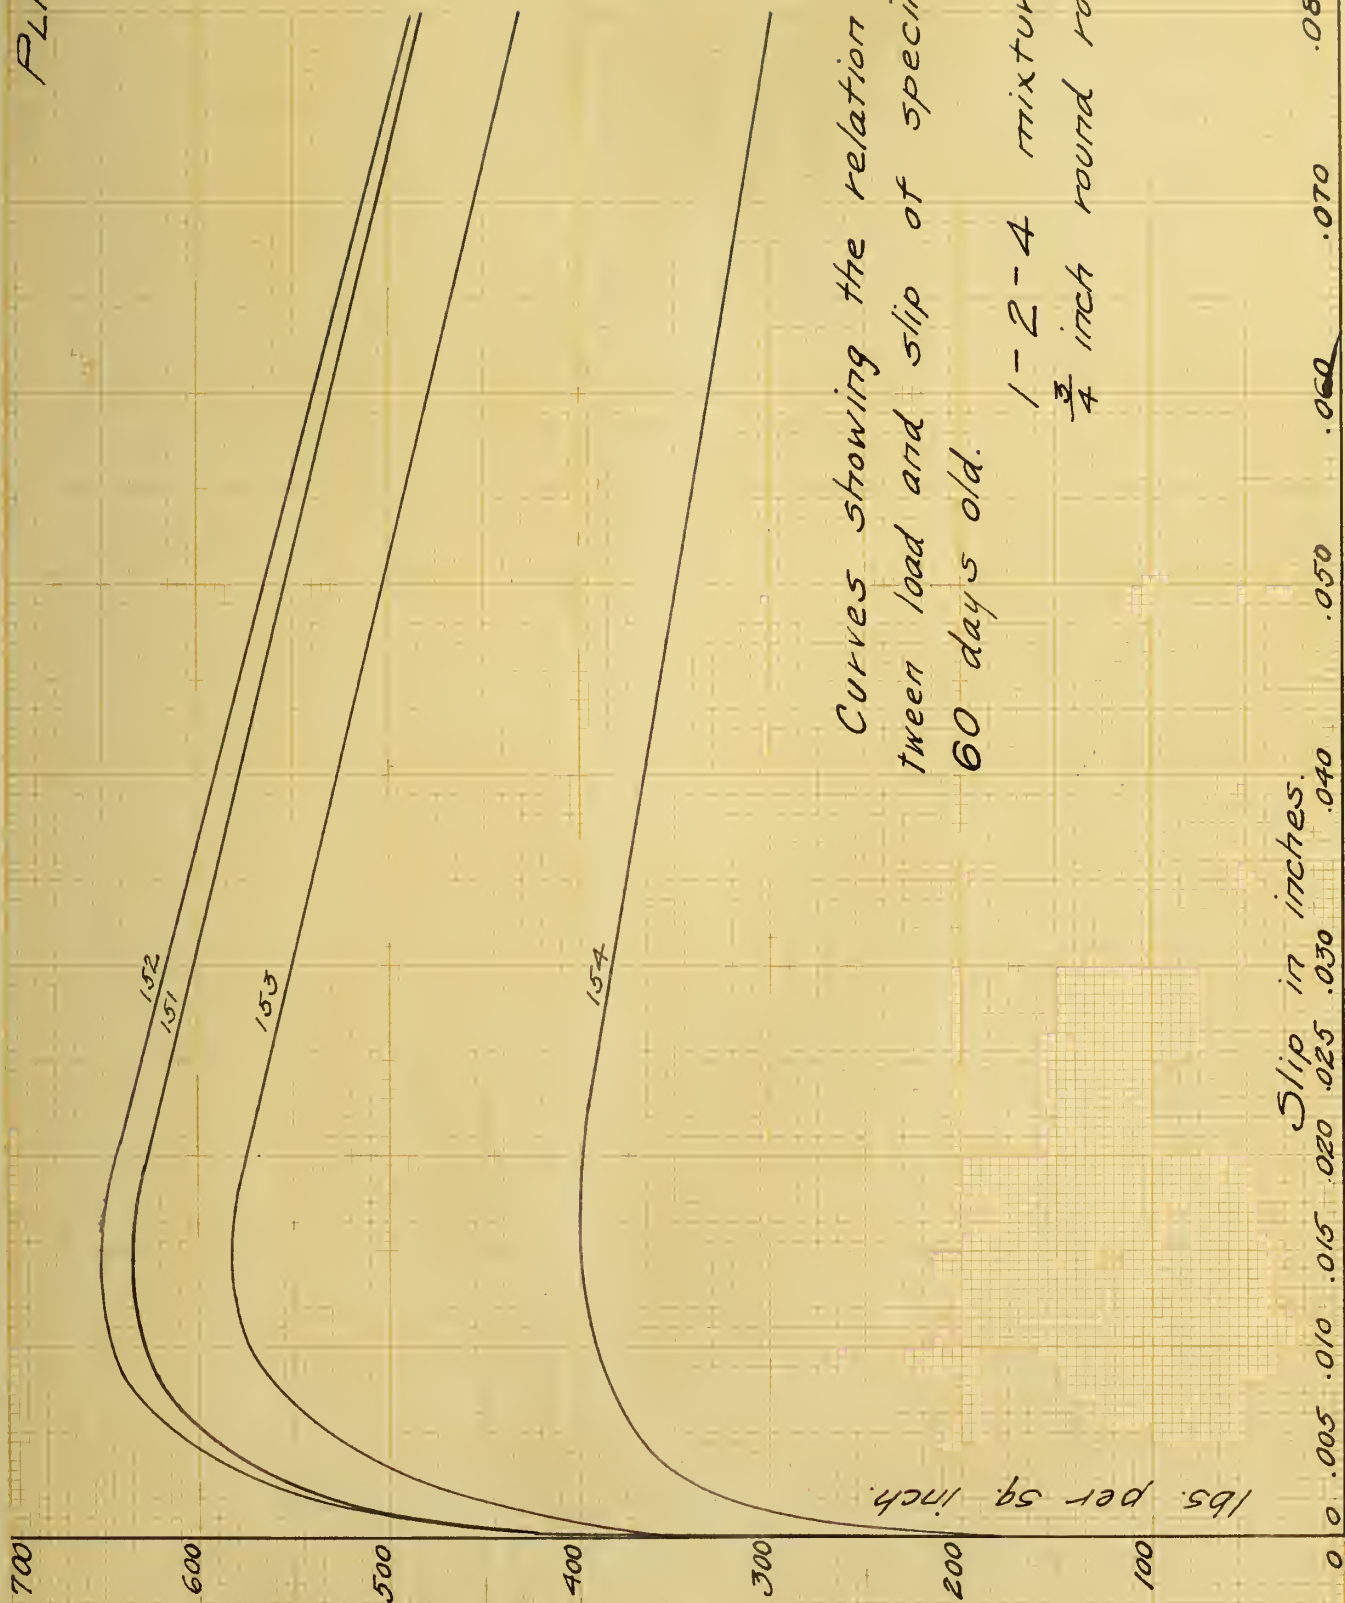 PL
152
151
153
154
Curves showing the relation
tween load and slip of speci
60 days old.
1-2-4 mixtur
3/4 inch round ro
lbs. per sq. inch.
700
600
500
400
300
200
100
0
Slip in inches.
0 .005 .010 .015 .020 .025 .030 .040 .050 .060 .070 .08